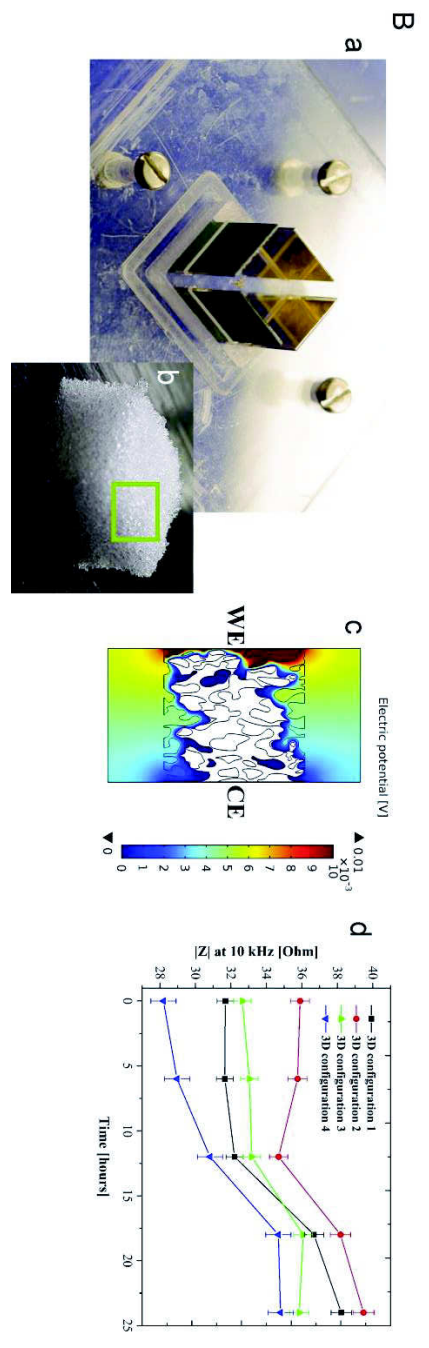 B
a
b
c
Electric potential [V]
WE
CE
▲ 0.01
×10⁻³
10
9
8
7
6
5
4
3
2
1
0
▼ 0
d
|Z| at 10 kHz [Ohm]
40
38
36
34
32
30
28
3D configuration 1
3D configuration 2
3D configuration 3
3D configuration 4
0
5
10
15
20
25
Time [hours]